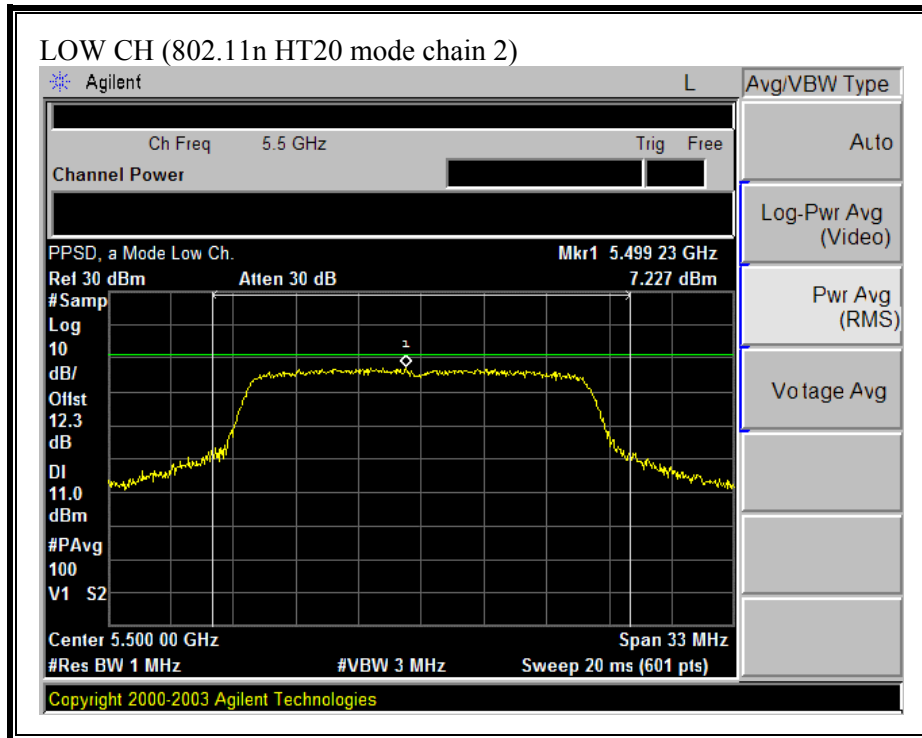 LOW CH (802.11n HT20 mode chain 2)
Agilent L
Avg/VBW Type
Ch Freq 5.5 GHz Trig Free
Channel Power
Auto
Log-Pwr Avg
(Video)
PPSD, a Mode Low Ch. Mkr1 5.499 23 GHz
Ref 30 dBm Atten 30 dB 7.227 dBm
#Samp
Log
10
dB/
Offst
12.3
dB
DI
11.0
dBm
#PAvg
100
V1 S2
1
Pwr Avg
(RMS)
Votage Avg
Center 5.500 00 GHz Span 33 MHz
#Res BW 1 MHz #VBW 3 MHz Sweep 20 ms (601 pts)
Copyright 2000-2003 Agilent Technologies